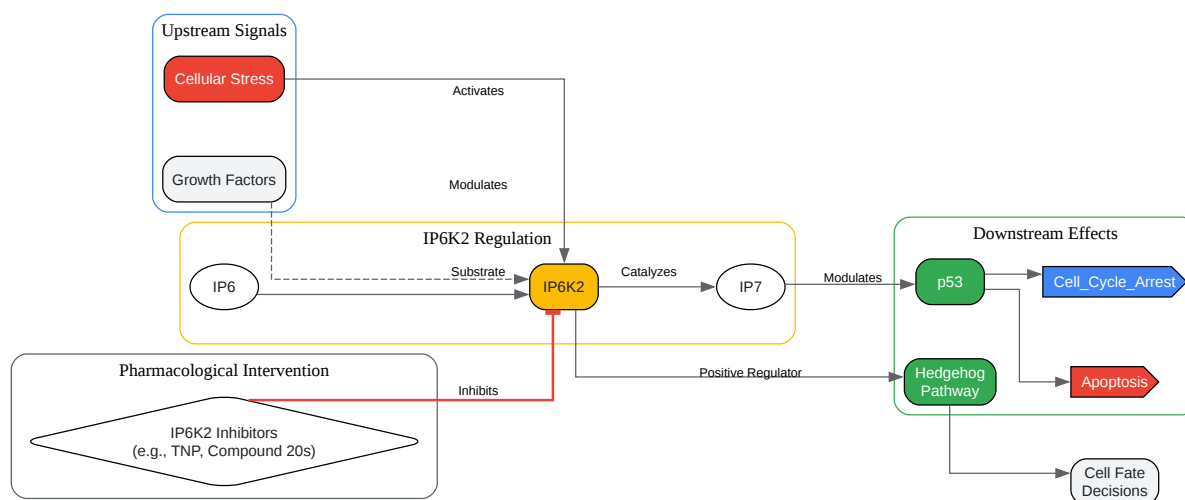 Upstream Signals
Cellular Stress
Activates
Growth Factors
Modulates
IP6K2 Regulation
IP6
Substrate
IP6K2
Catalyzes
IP7
Modulates
Downstream Effects
p53
Cell_Cycle_Arrest
Positive Regulator
Hedgehog
Pathway
Apoptosis
Pharmacological Intervention
Inhibits
IP6K2 Inhibitors
(e.g., TNP, Compound 20s)
Cell Fate
Decisions